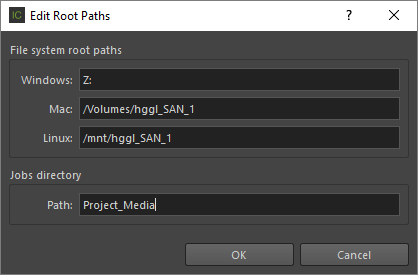 IC Edit Root Paths ? ×
File system root paths
Windows: Z:
Mac: /Volumes/hggl_SAN_1
Linux: /mnt/hggl_SAN_1
Jobs directory
Path: Project_Media
OK Cancel